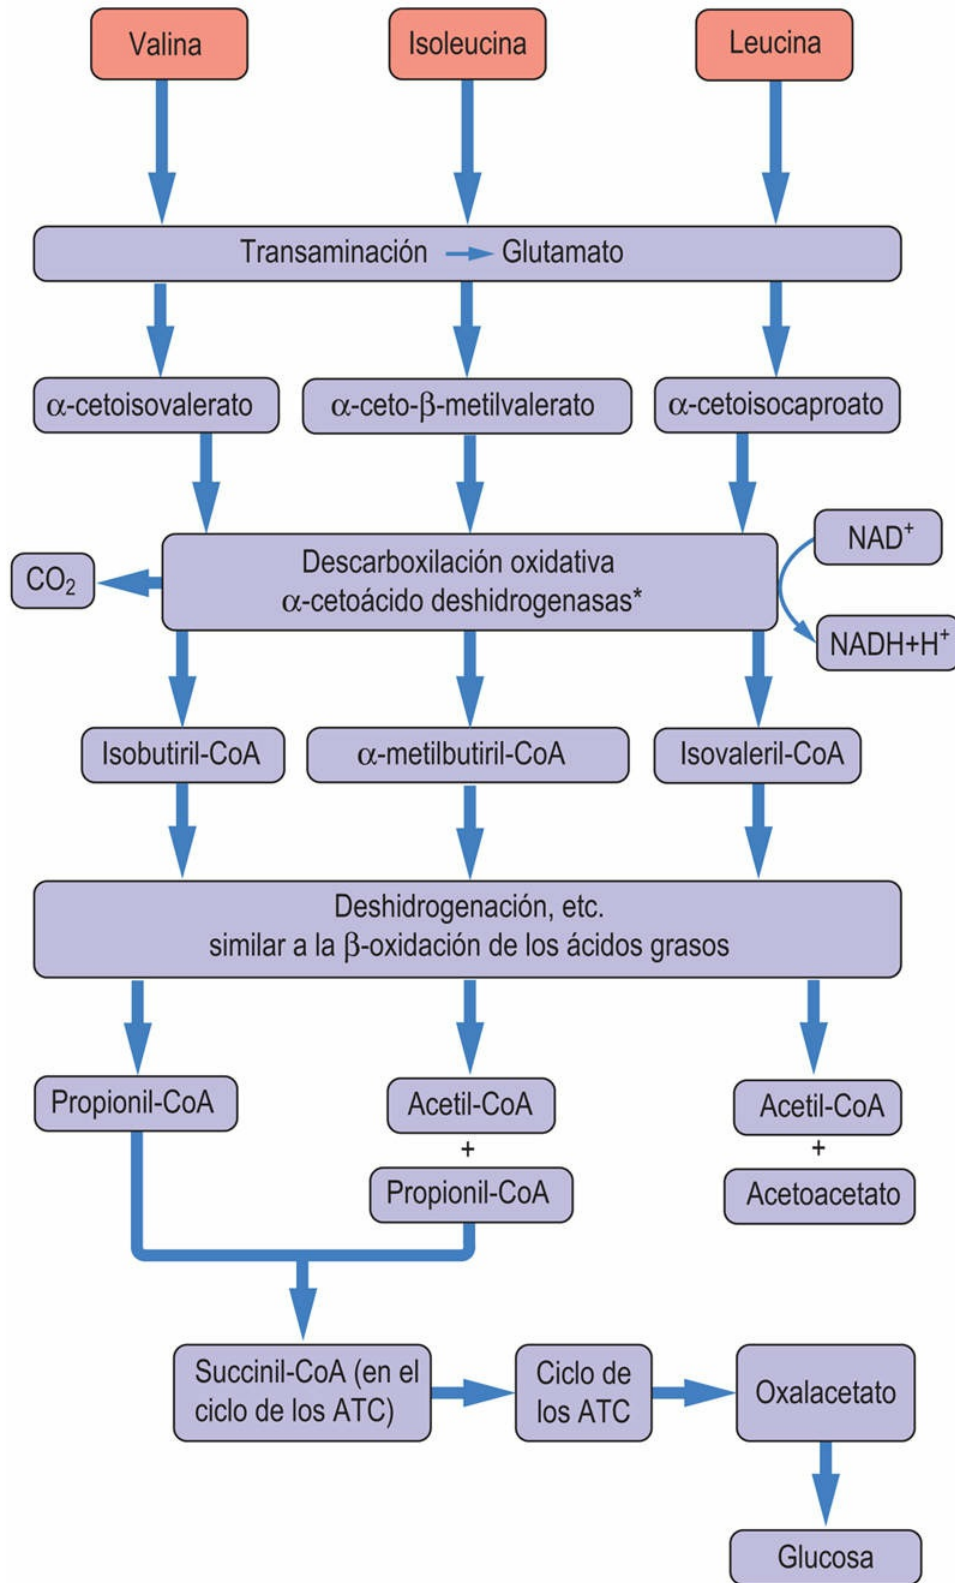 Valina
Isoleucina
Leucina
Transaminación → Glutamato
α-cetoisovalerato
α-ceto-β-metilvalerato
α-cetoisocaproato
NAD⁺
Descarboxilación oxidativa
α-cetoácido deshidrogenasas*
CO₂
NADH+H⁺
Isobutiril-CoA
α-metilbutiril-CoA
Isovaleril-CoA
Deshidrogenación, etc.
similar a la β-oxidación de los ácidos grasos
Propionil-CoA
Acetil-CoA
+
Propionil-CoA
Acetil-CoA
+
Acetoacetato
Succinil-CoA (en el
ciclo de los ATC)
Ciclo de
los ATC
Oxalacetato
Glucosa